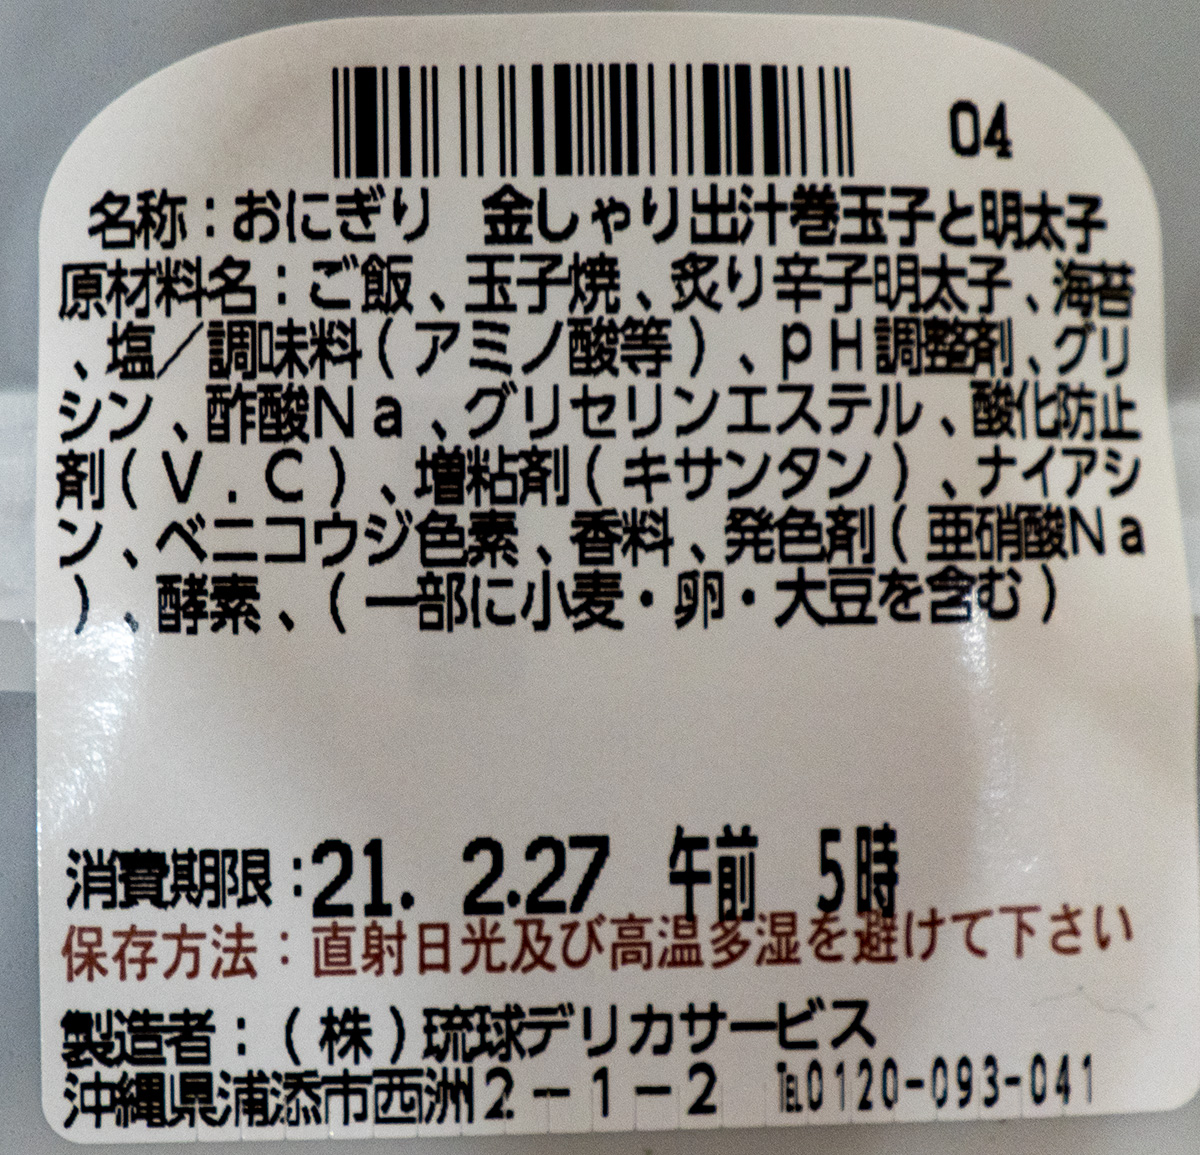 04
名称：おにぎり　金しゃり出汁巻玉子と明太子
原材料名：ご飯、玉子焼、炙り辛子明太子、海苔
、塩／調味料（アミノ酸等）、ｐＨ調整剤、グリ
シン、酢酸Ｎａ、グリセリンエステル、酸化防止
剤（Ｖ．Ｃ）、増粘剤（キサンタン）、ナイアシ
ン、ベニコウジ色素、香料、発色剤（亜硝酸Ｎａ
）、酵素、（一部に小麦・卵・大豆を含む）
消費期限：21. 2.27　午前　5時
保存方法：直射日光及び高温多湿を避けて下さい
製造者：（株）琉球デリカサービス
沖縄県浦添市西洲２－１－２　℡0120-093-041